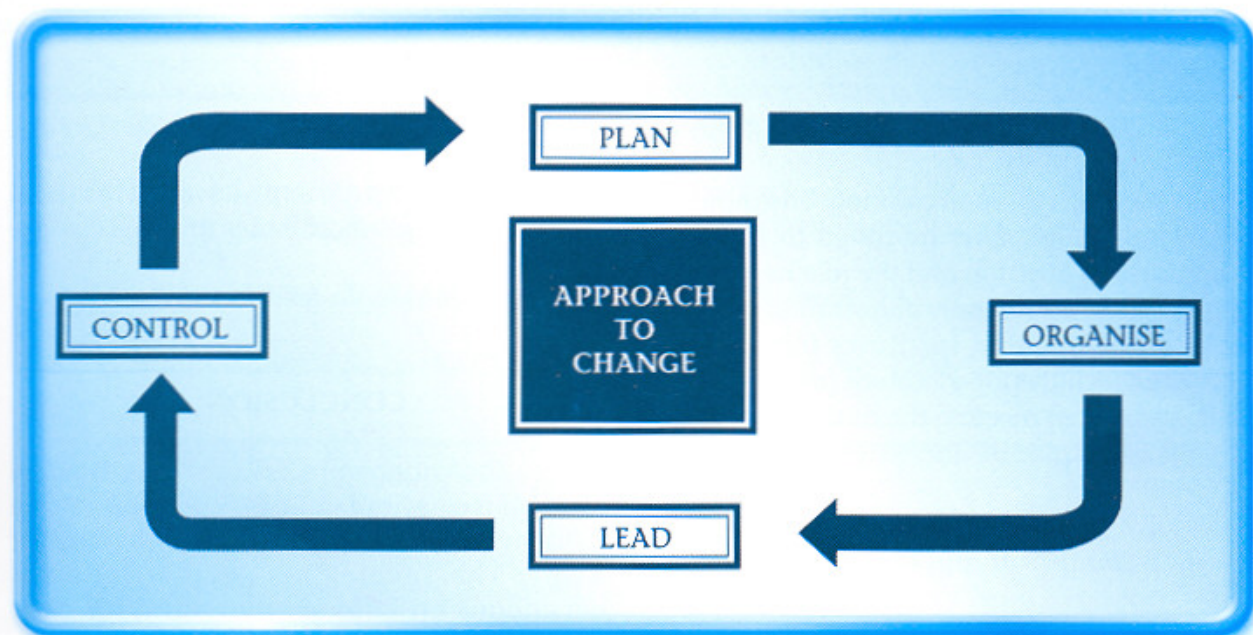 PLAN
CONTROL
APPROACH
TO
CHANGE
ORGANISE
LEAD